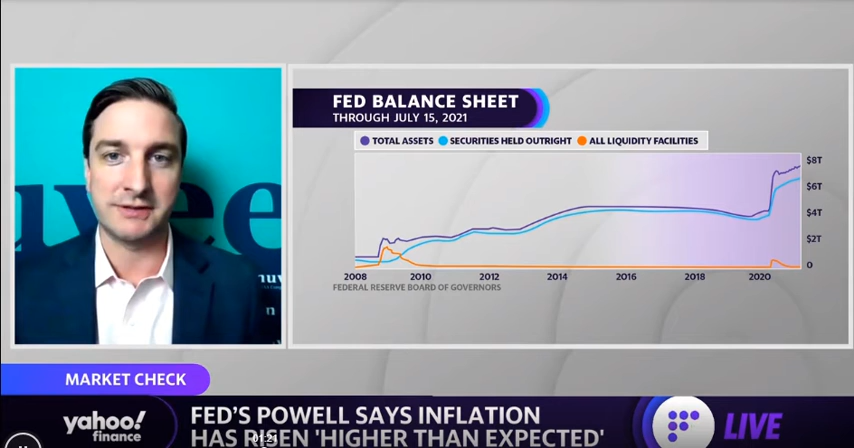 FED BALANCE SHEET
THROUGH JULY 15, 2021
TOTAL ASSETS SECURITIES HELD OUTRIGHT ALL LIQUIDITY FACILITIES
$8T
$6T
$4T
$2T
0
2008 2010 2012 2014 2016 2018 2020
FEDERAL RESERVE BOARD OF GOVERNORS
MARKET CHECK
yahoo!
finance
FED'S POWELL SAYS INFLATION
HAS RISEN 'HIGHER THAN EXPECTED'
01:21
LIVE